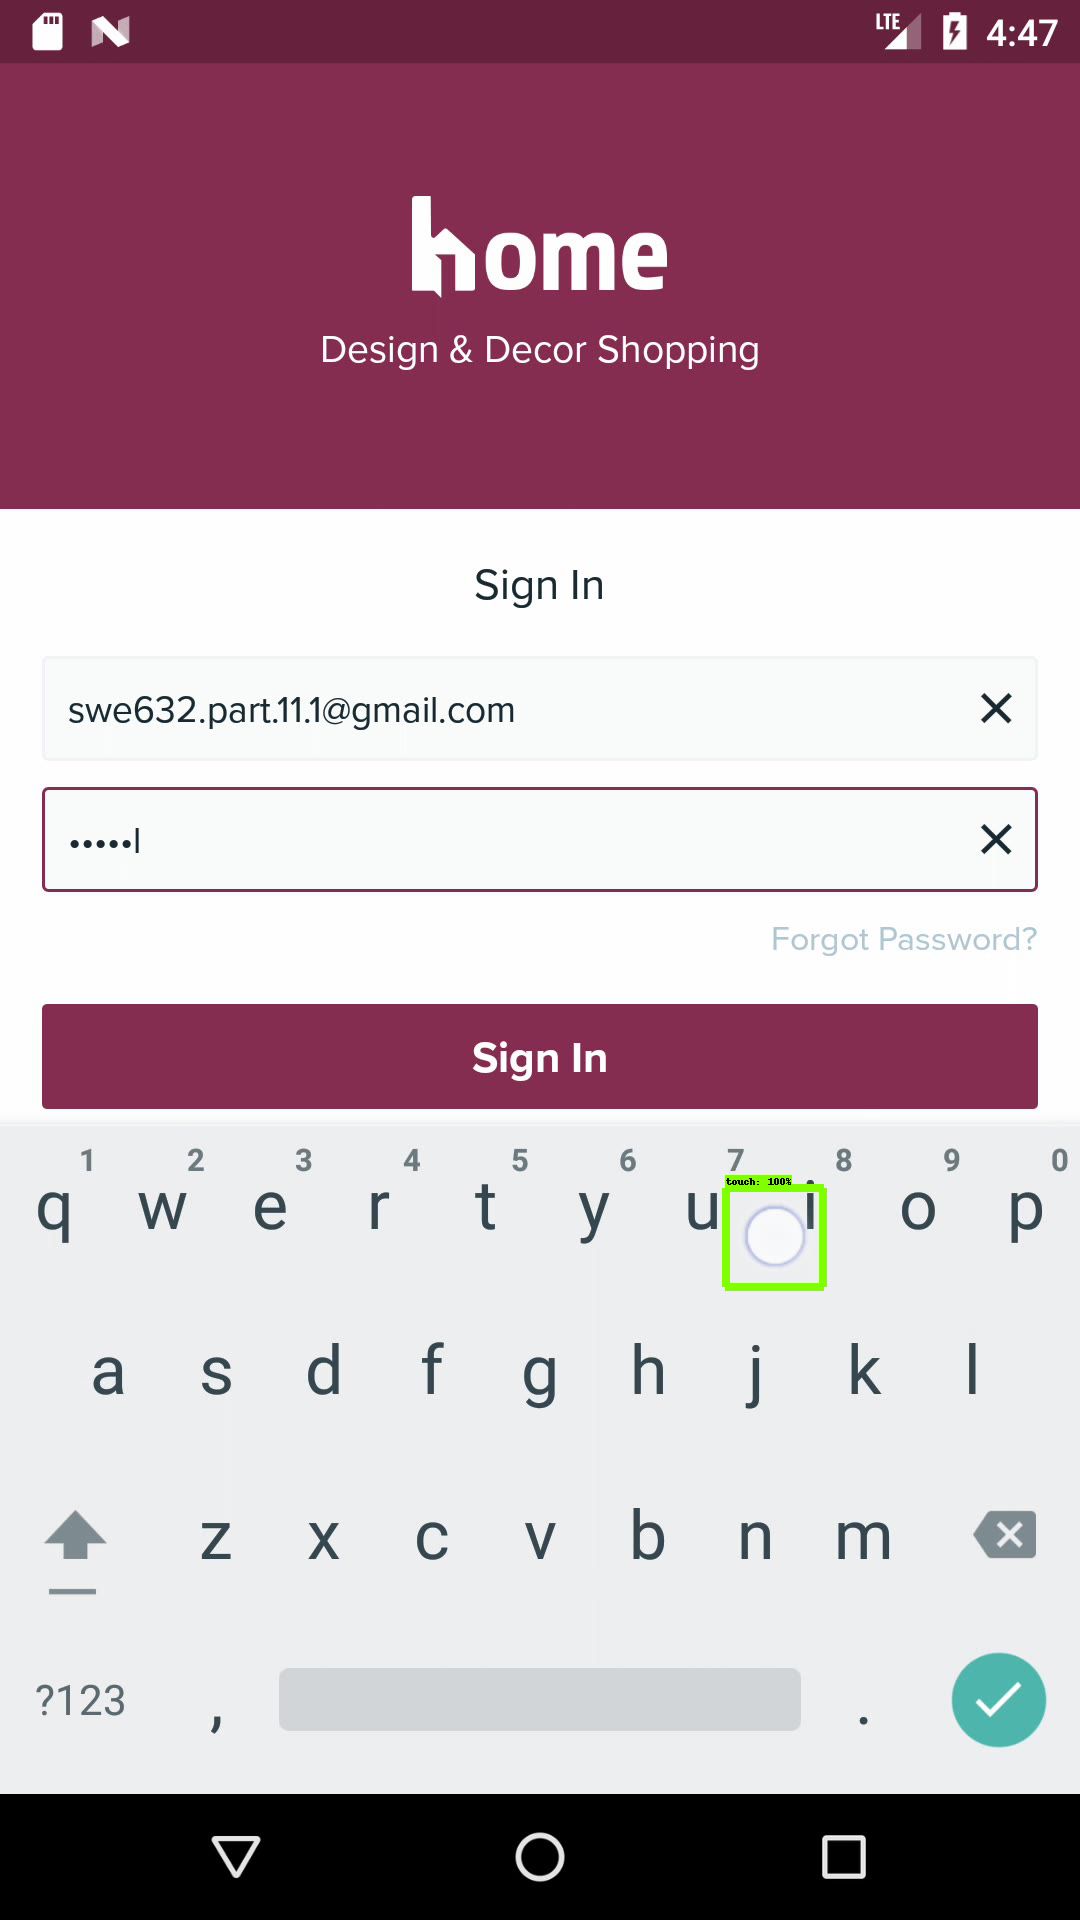 LTE 4:47
home
Design & Decor Shopping
Sign In
swe632.part.11.1@gmail.com
•••••
Forgot Password?
Sign In
1 2 3 4 5 6 7 8 9 0
touch: 100%
q w e r t y u i o p
a s d f g h j k l
z x c v b n m
?123 , .